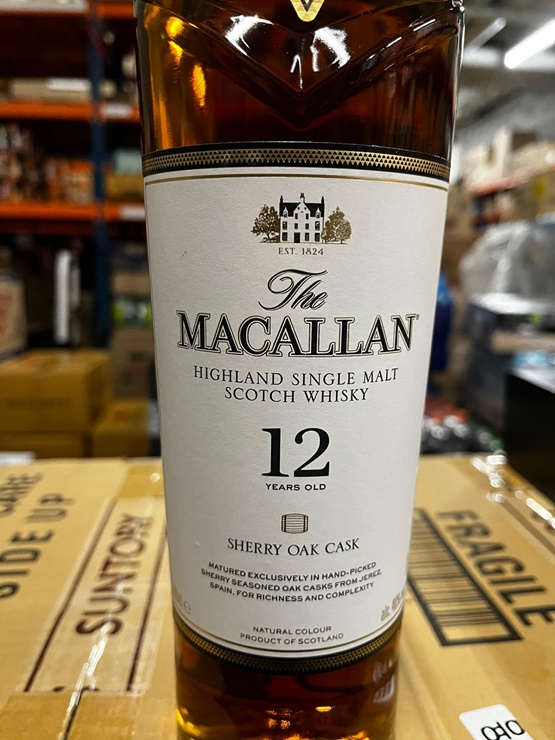 EST. 1824
The
MACALLAN
HIGHLAND SINGLE MALT
SCOTCH WHISKY
12
YEARS OLD
SHERRY OAK CASK
MATURED EXCLUSIVELY IN HAND-PICKED
SHERRY SEASONED OAK CASKS FROM JEREZ,
SPAIN, FOR RICHNESS AND COMPLEXITY
NATURAL COLOUR
PRODUCT OF SCOTLAND
SIDE UP
SUNTORY
FRAGILE